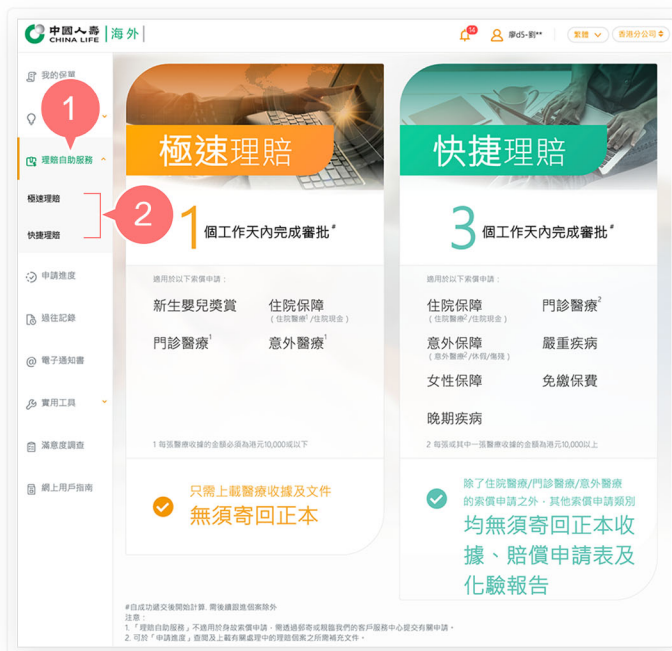 中國人壽 海外
CHINA LIFE
14
廖d5-劉**
繁體
香港分公司
我的保單
1
理賠自助服務
極速理賠
2
快捷理賠
申請進度
過往記錄
電子通知書
實用工具
滿意度調查
網上用戶指南
極速理賠
1個工作天內完成審批#
適用於以下索償申請：
新生嬰兒獎賞
住院保障
(住院醫療²/住院現金)
門診醫療¹
意外醫療¹
1 每張醫療收據的金額必須為港元10,000或以下
只需上載醫療收據及文件
無須寄回正本
快捷理賠
3個工作天內完成審批#
適用於以下索償申請：
住院保障
(住院醫療²/住院現金)
門診醫療²
意外保障
(意外醫療²/休假/傷殘)
嚴重疾病
女性保障
免繳保費
晚期疾病
2 每張或其中一張醫療收據的金額為港元10,000以上
除了住院醫療/門診醫療/意外醫療
的索償申請之外，其他索償申請類別
均無須寄回正本收
據、賠償申請表及
化驗報告
#自成功遞交後開始計算, 需後續跟進個案除外
注意：
1. 「理賠自助服務」不適用於身故索償申請，需透過郵寄或親臨我們的客戶服務中心提交有關申請。
2. 可於「申請進度」查閱及上載有關處理中的理賠個案之所需補充文件。